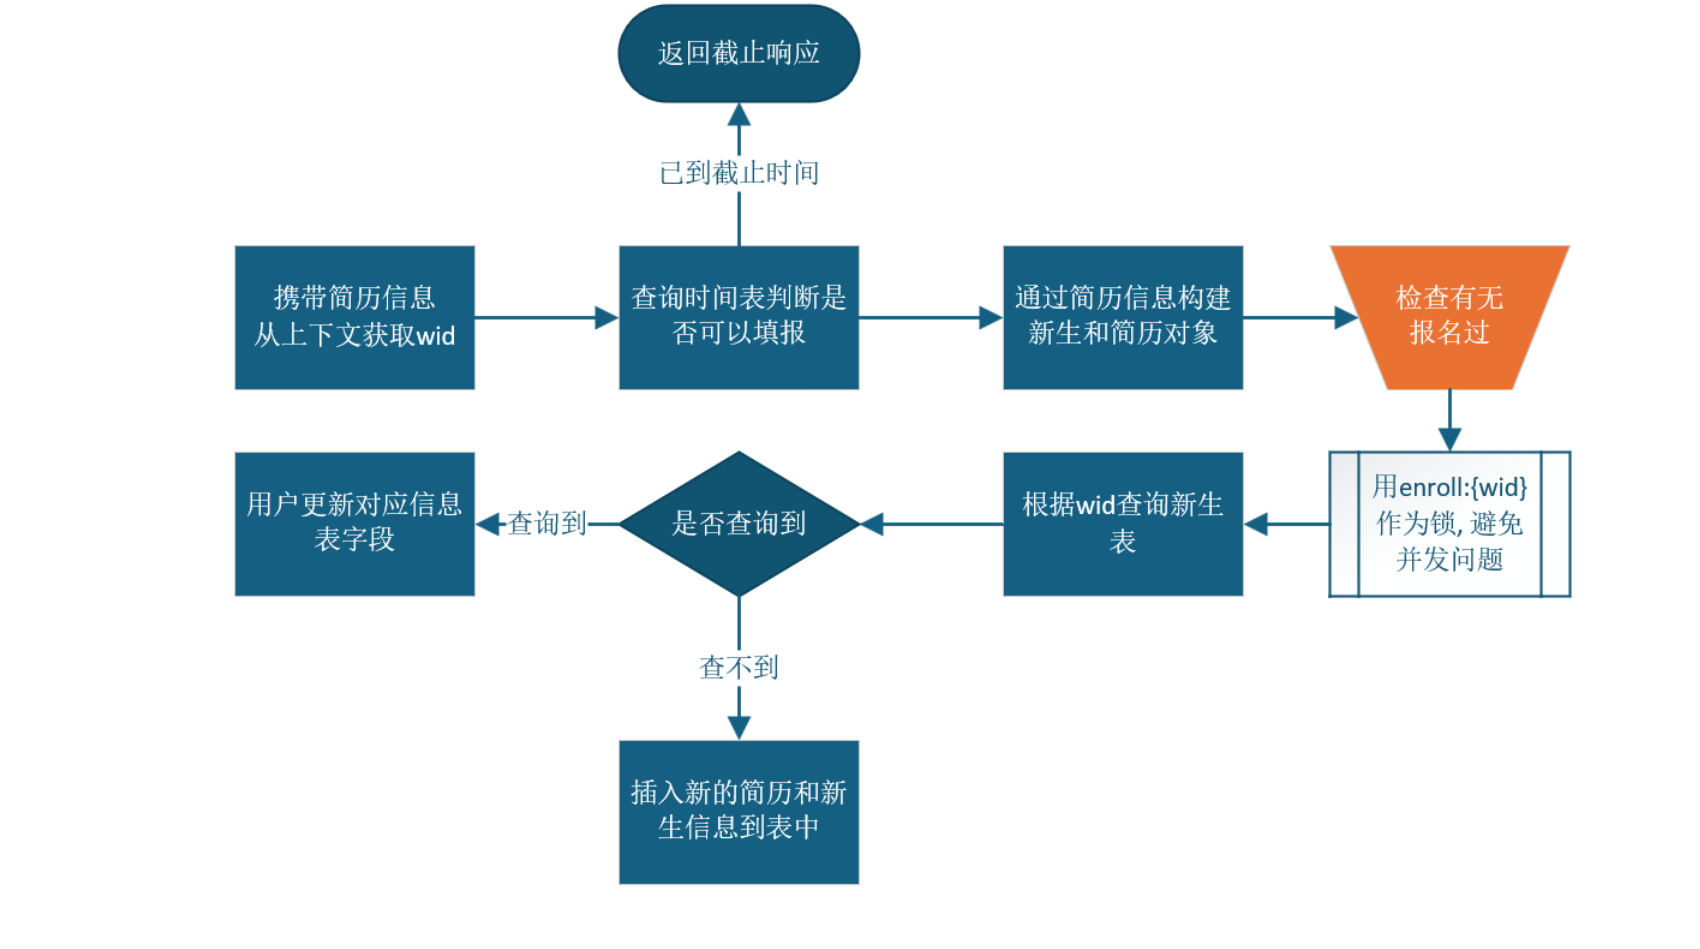 返回截止响应
已到截止时间
携带简历信息
从上下文获取wid
查询时间表判断是
否可以填报
通过简历信息构建
新生和简历对象
检查有无
报名过
用户更新对应信息
表字段
查询到
是否查询到
根据wid查询新生
表
用enroll:{wid}
作为锁, 避免
并发问题
查不到
插入新的简历和新
生信息到表中